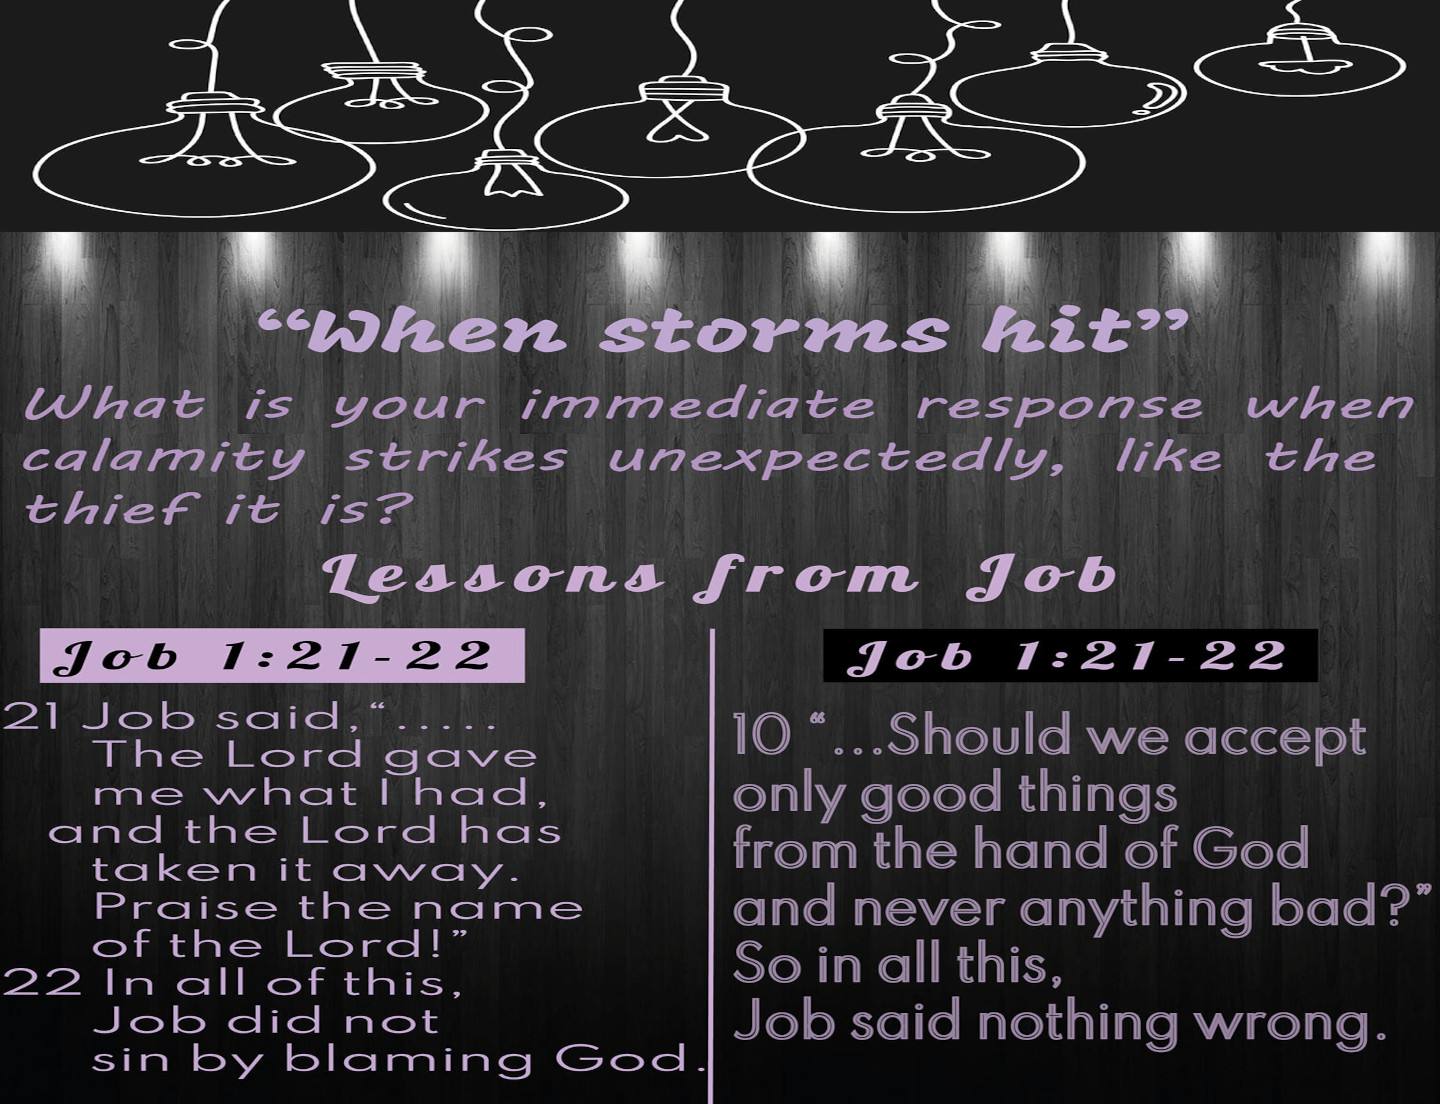 “When storms hit”
What is your immediate response when
calamity strikes unexpectedly, like the
thief it is?
Lessons from Job
Job 1:21-22
21 Job said,“.....
The Lord gave
me what I had,
and the Lord has
taken it away.
Praise the name
of the Lord!”
22 In all of this,
Job did not
sin by blaming God.
Job 1:21-22
10 “...Should we accept
only good things
from the hand of God
and never anything bad?”
So in all this,
Job said nothing wrong.